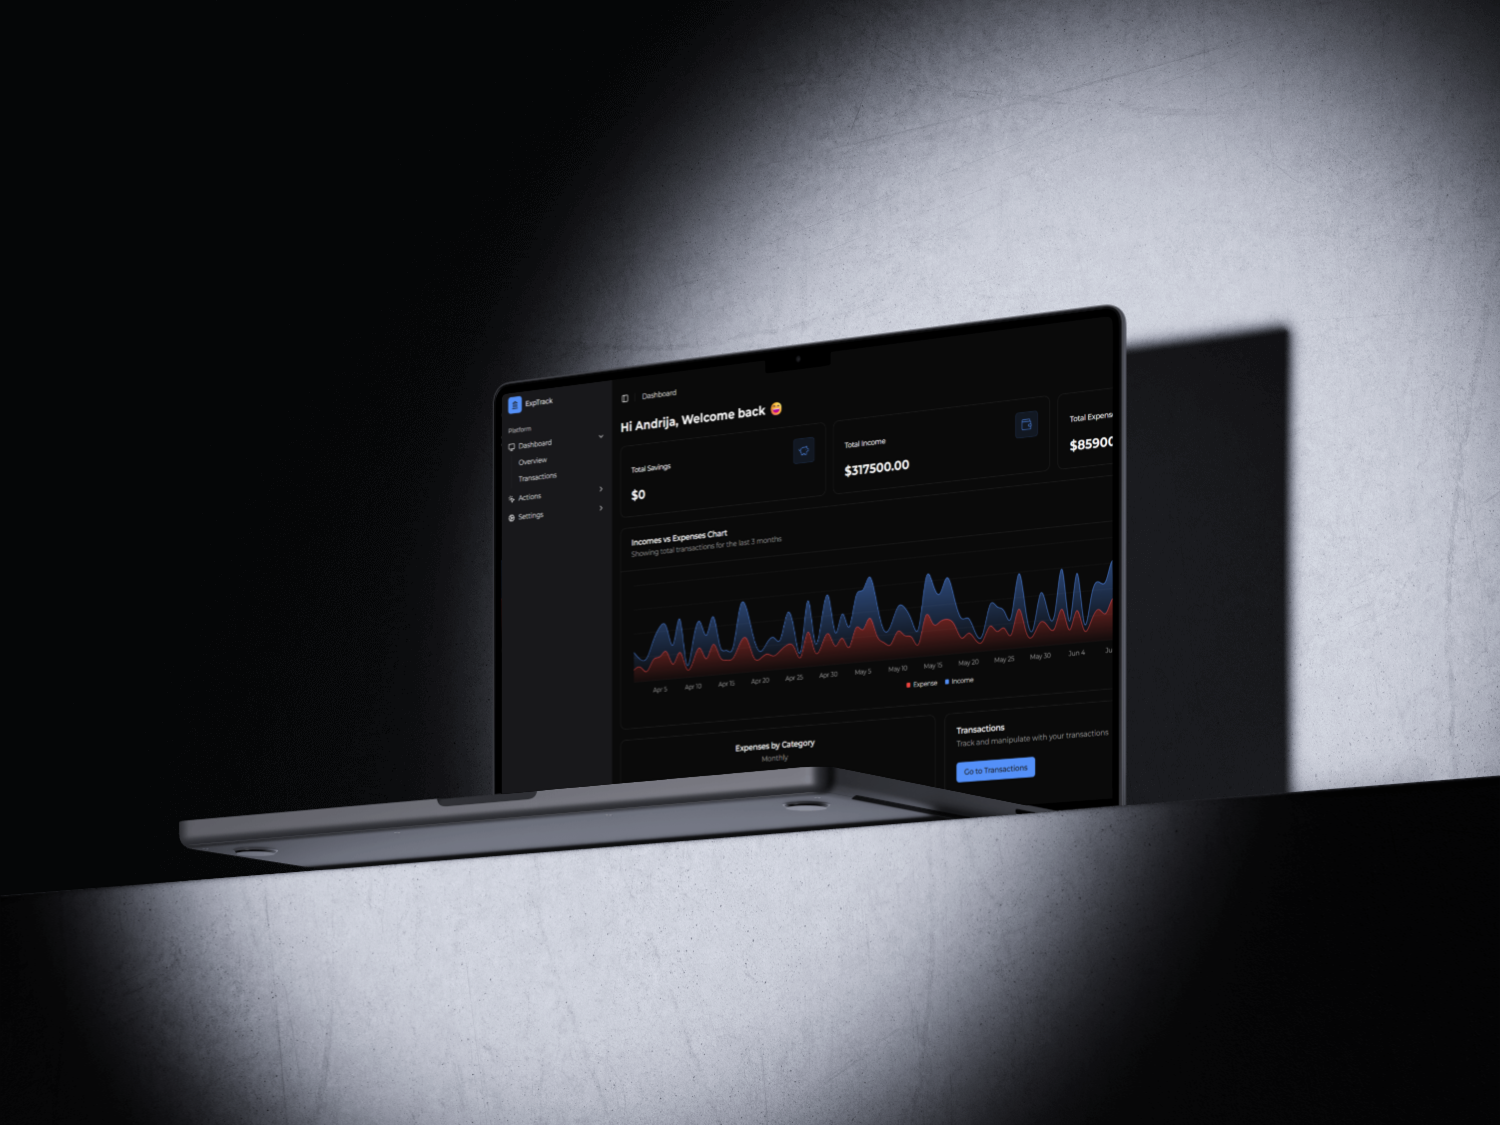 ExpTrack
Platform
Dashboard
Overview
Transactions
Actions
Settings
Dashboard
Hi Andrija, Welcome back 😄
Total Savings
$0
Total Income
$317500.00
Total Expens
$85900
Incomes vs Expenses Chart
Showing total transactions for the last 3 months
Apr 5 Apr 10 Apr 15 Apr 20 Apr 25 Apr 30 May 5 May 10 May 15 May 20 May 25 May 30 Jun 4 Ju
Expense Income
Expenses by Category
Monthly
Transactions
Track and manipulate with your transactions
Go to Transactions